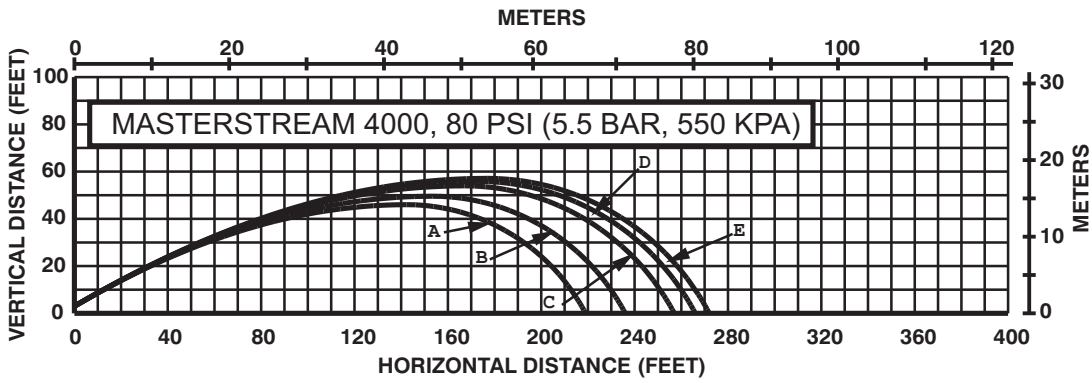 METERS
0 20 40 60 80 100 120
VERTICAL DISTANCE (FEET)
100
80
60
40
20
0
MASTERSTREAM 4000, 80 PSI (5.5 BAR, 550 KPA)
A
B
C
D
E
30
20
10
0
METERS
0 40 80 120 160 200 240 280 320 360 400
HORIZONTAL DISTANCE (FEET)